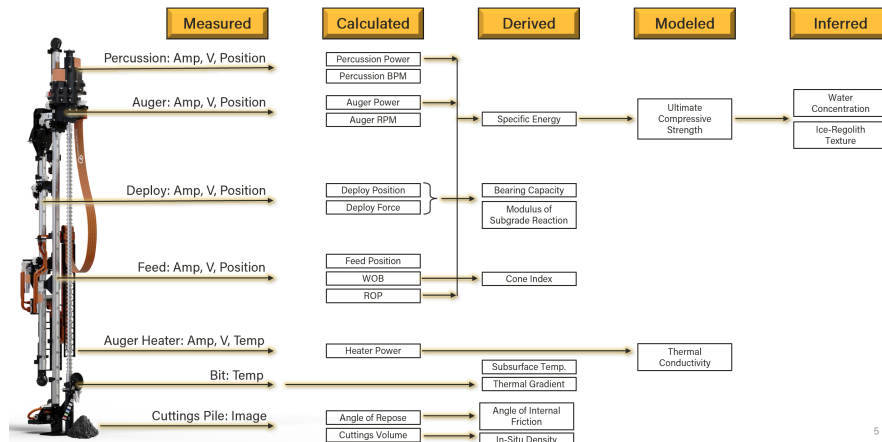 Measured
Calculated
Derived
Modeled
Inferred
Percussion: Amp, V, Position
Percussion Power
Percussion BPM
Auger: Amp, V, Position
Auger Power
Auger RPM
Specific Energy
Ultimate
Compressive
Strength
Water
Concentration
Ice-Regolith
Texture
Deploy: Amp, V, Position
Deploy Position
Deploy Force
Bearing Capacity
Modulus of
Subgrade Reaction
Feed: Amp, V, Position
Feed Position
WOB
ROP
Cone Index
Auger Heater: Amp, V, Temp
Heater Power
Thermal
Conductivity
Bit: Temp
Subsurface Temp.
Thermal Gradient
Cuttings Pile: Image
Angle of Repose
Cuttings Volume
Angle of Internal
Friction
In-Situ Density
5